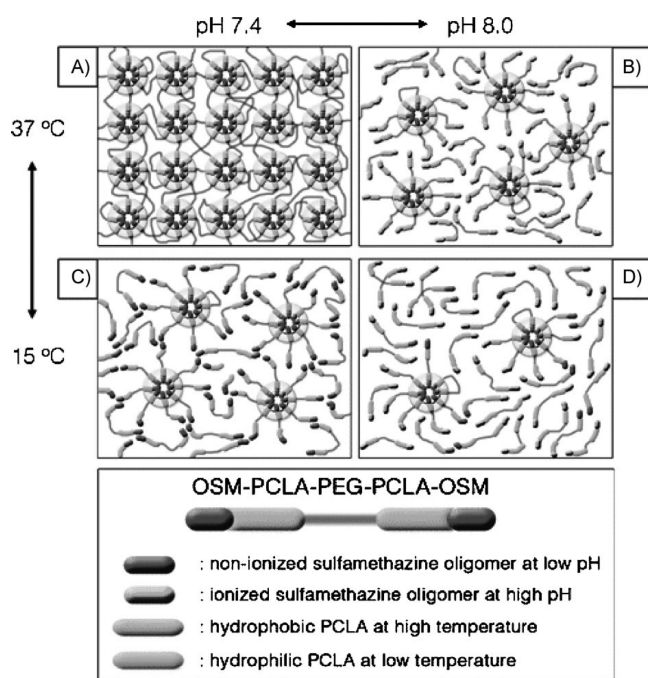 pH 7.4 pH 8.0
A) B)
37 ºC
C) D)
15 ºC
OSM-PCLA-PEG-PCLA-OSM
: non-ionized sulfamethazine oligomer at low pH
: ionized sulfamethazine oligomer at high pH
: hydrophobic PCLA at high temperature
: hydrophilic PCLA at low temperature